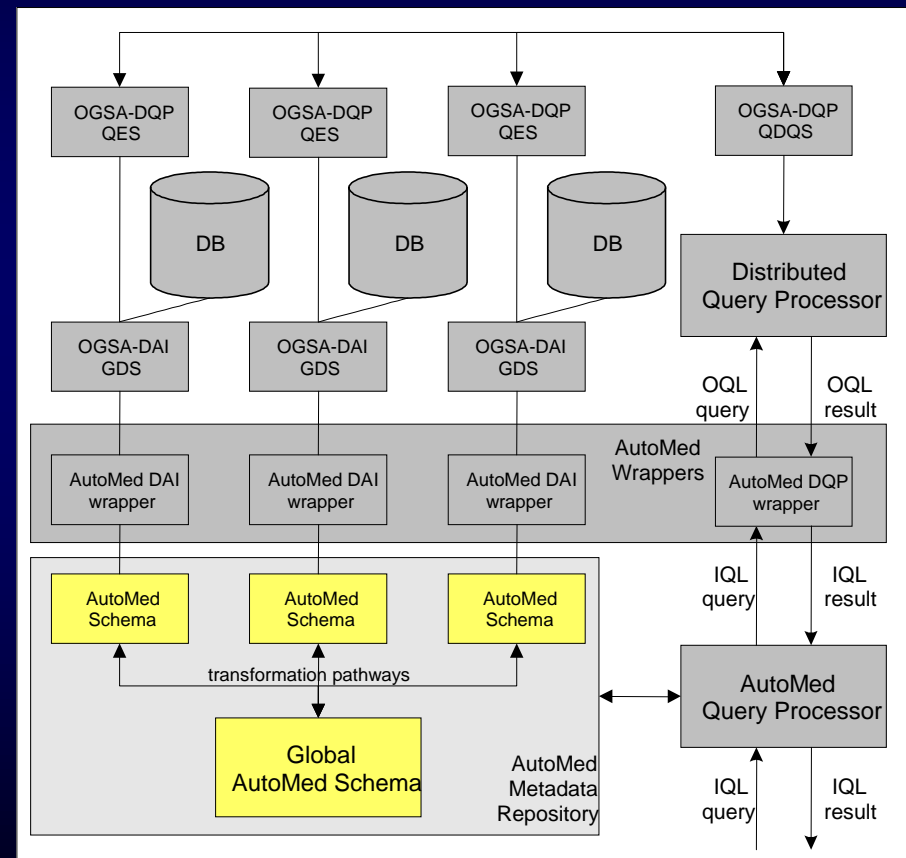 OGSA-DQP
QES
OGSA-DQP
QES
OGSA-DQP
QES
OGSA-DQP
QDQS
DB
DB
DB
Distributed
Query Processor
OGSA-DAI
GDS
OGSA-DAI
GDS
OGSA-DAI
GDS
OQL
query
OQL
result
AutoMed
Wrappers
AutoMed DAI
wrapper
AutoMed DAI
wrapper
AutoMed DAI
wrapper
AutoMed DQP
wrapper
IQL
query
IQL
result
AutoMed
Schema
AutoMed
Schema
AutoMed
Schema
transformation pathways
AutoMed
Query Processor
Global
AutoMed Schema
AutoMed
Metadata
Repository
IQL
query
IQL
result